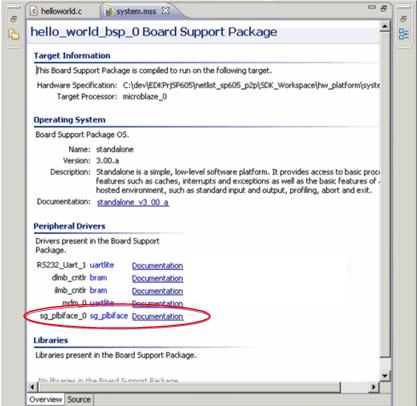 helloworld.c
system.mss
hello_world_bsp_0 Board Support Package
Target Information
This Board Support Package is compiled to run on the following target.
Hardware Specification: C:\dev\EDKPrjSP605\netlist_sp605_p2p\SDK_Workspace\hw_platform\syste
Target Processor: microblaze_0
Operating System
Board Support Package OS.
Name: standalone
Version: 3.00.a
Description: Standalone is a simple, low-level software platform. It provides access to basic proc
features such as caches, interrupts and exceptions as well as the basic features of
hosted environment, such as standard input and output, profiling, abort and exit.
Documentation: standalone_v3_00_a
Peripheral Drivers
Drivers present in the Board Support
Package.
RS232_Uart_1 uartlite Documentation
dlmb_cntlr bram Documentation
ilmb_cntlr bram Documentation
mdm_0 uartlite Documentation
sg_plbiface_0 sg_plbiface Documentation
Libraries
Libraries present in the Board Support Package.
No libraries in the Board Support Package.
Overview Source